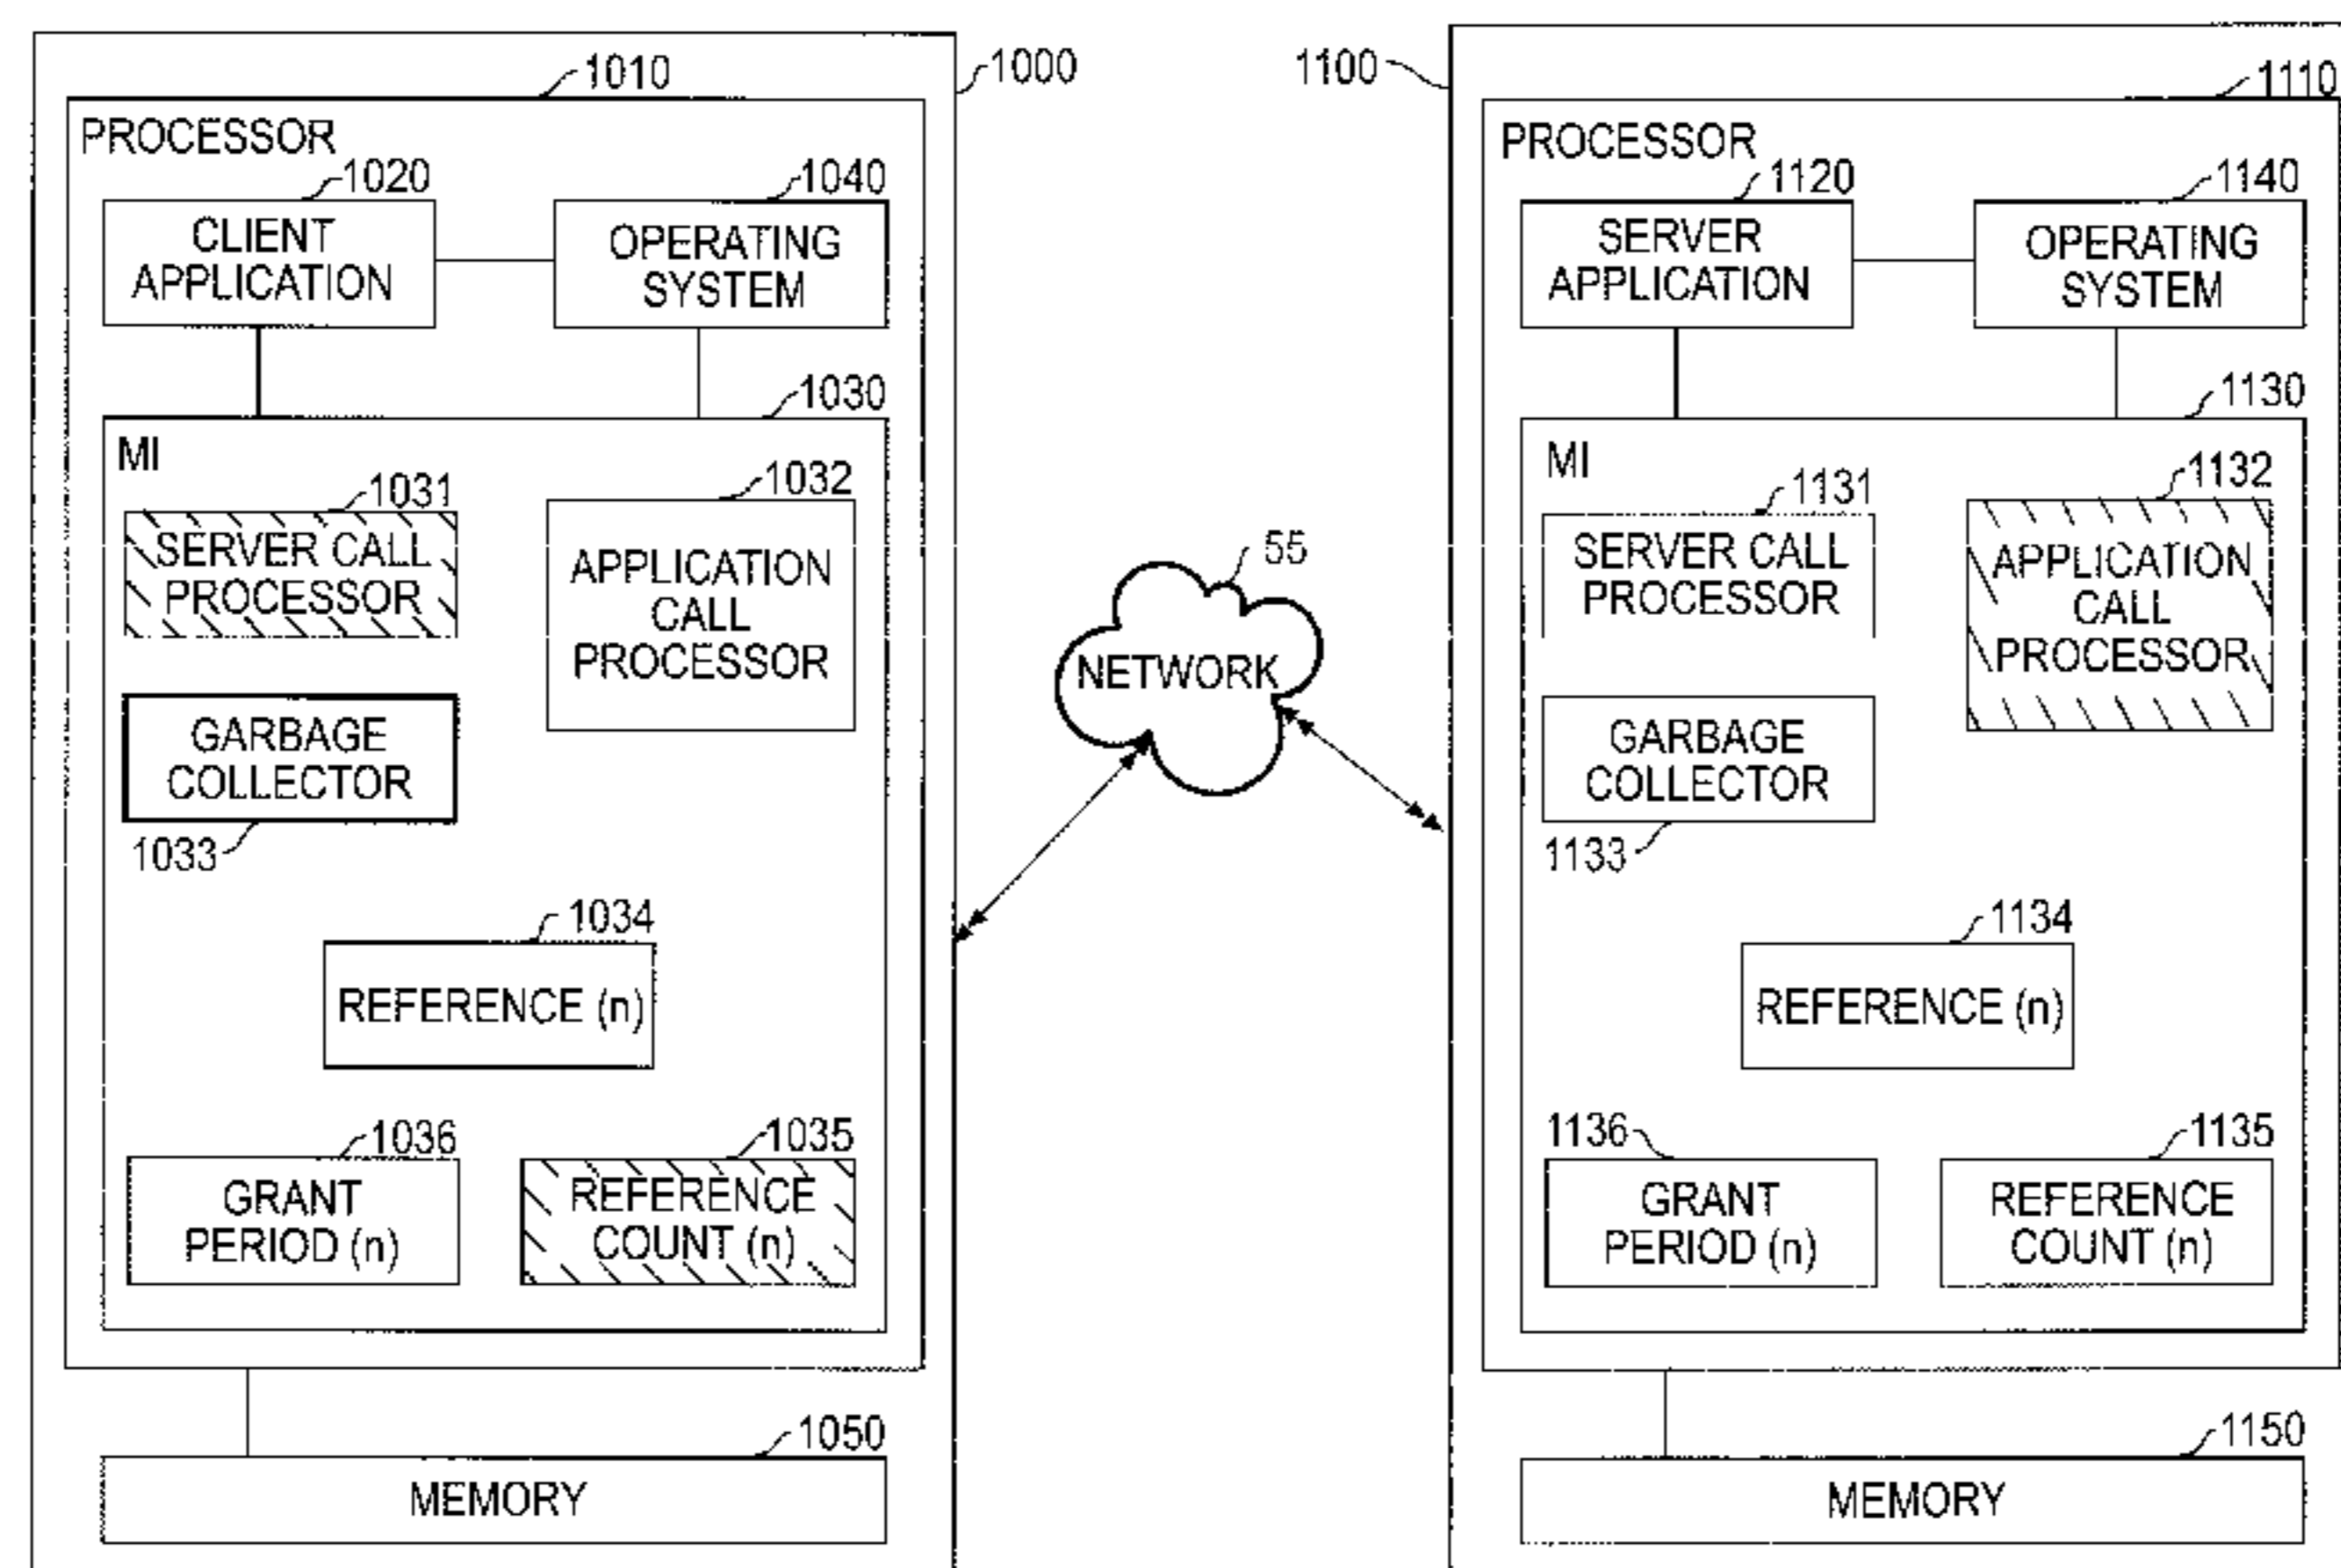 1010
1000
PROCESSOR
1020
1040
CLIENT
APPLICATION
OPERATING
SYSTEM
1030
MI
1031
1032
SERVER CALL
PROCESSOR
APPLICATION
CALL
PROCESSOR
GARBAGE
COLLECTOR
1033
1034
REFERENCE (n)
1036
1035
GRANT
PERIOD (n)
REFERENCE
COUNT (n)
1050
MEMORY
55
NETWORK
1100
1110
PROCESSOR
1120
1140
SERVER
APPLICATION
OPERATING
SYSTEM
1130
MI
1131
1132
SERVER CALL
PROCESSOR
APPLICATION
CALL
PROCESSOR
GARBAGE
COLLECTOR
1133
1134
REFERENCE (n)
1136
1135
GRANT
PERIOD (n)
REFERENCE
COUNT (n)
1150
MEMORY